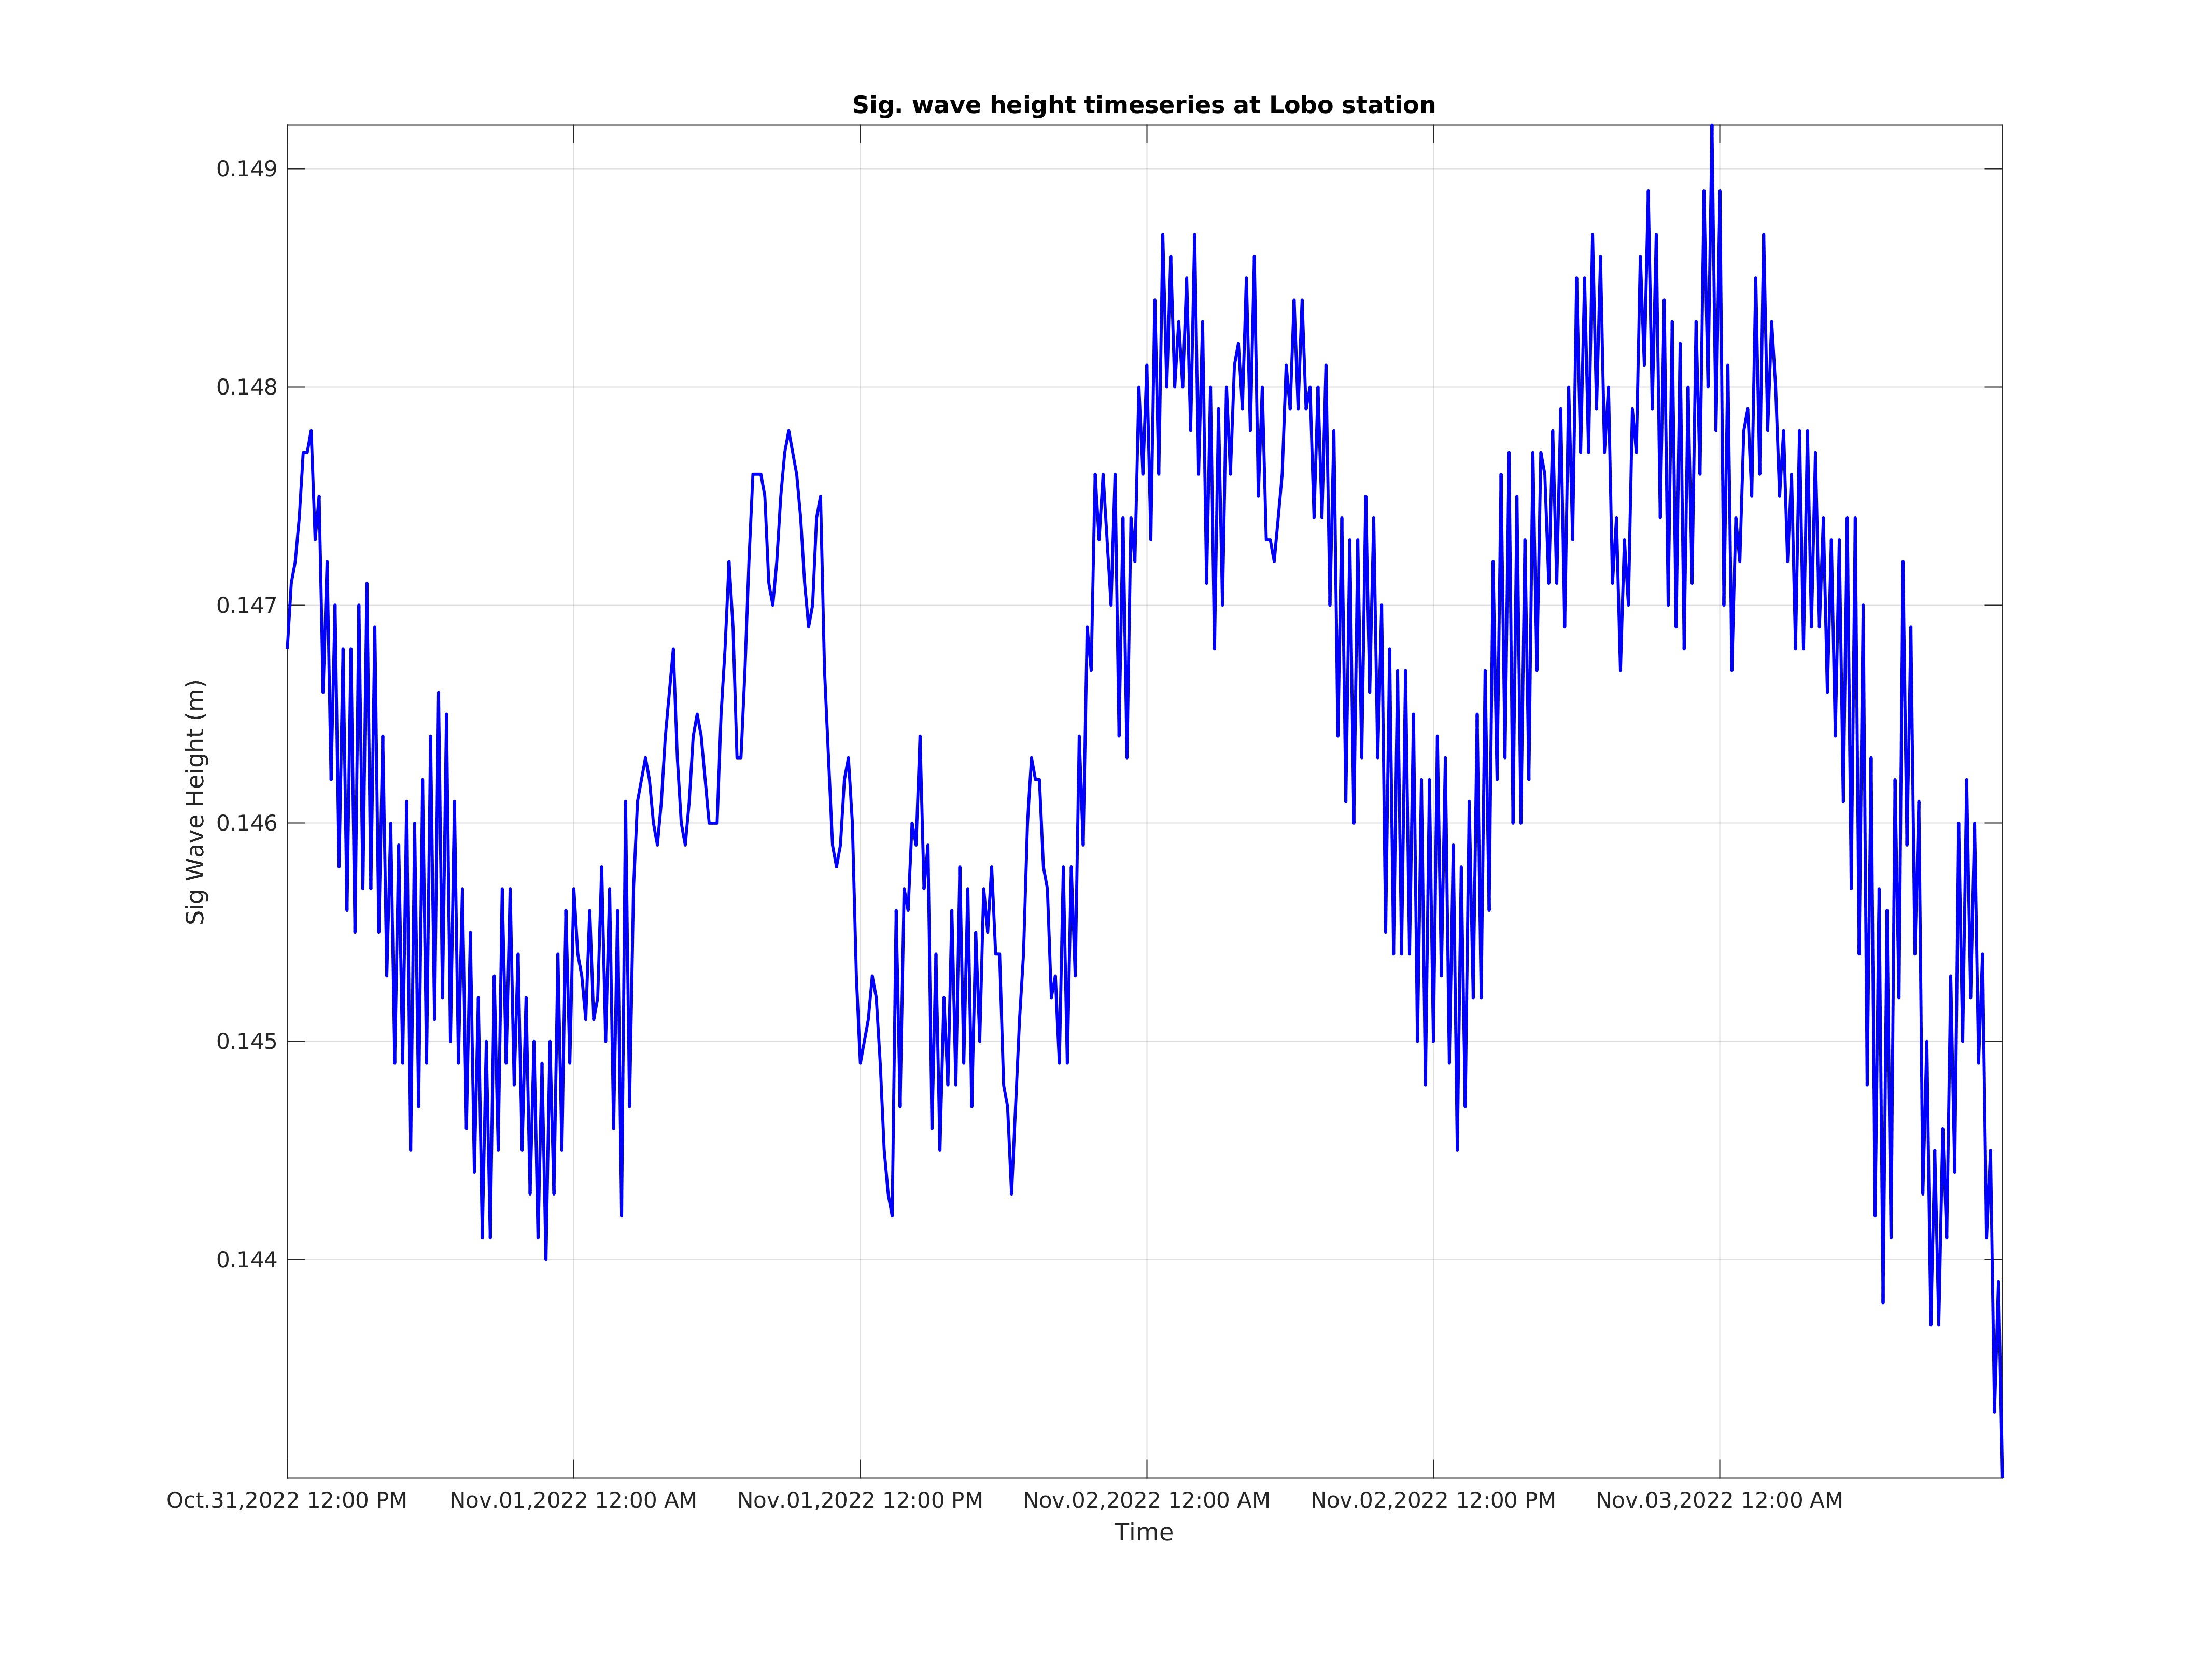 Sig. wave height timeseries at Lobo station
0.149
0.148
0.147
0.146
0.145
0.144
Sig Wave Height (m)
Oct.31,2022 12:00 PM Nov.01,2022 12:00 AM Nov.01,2022 12:00 PM Nov.02,2022 12:00 AM Nov.02,2022 12:00 PM Nov.03,2022 12:00 AM
Time